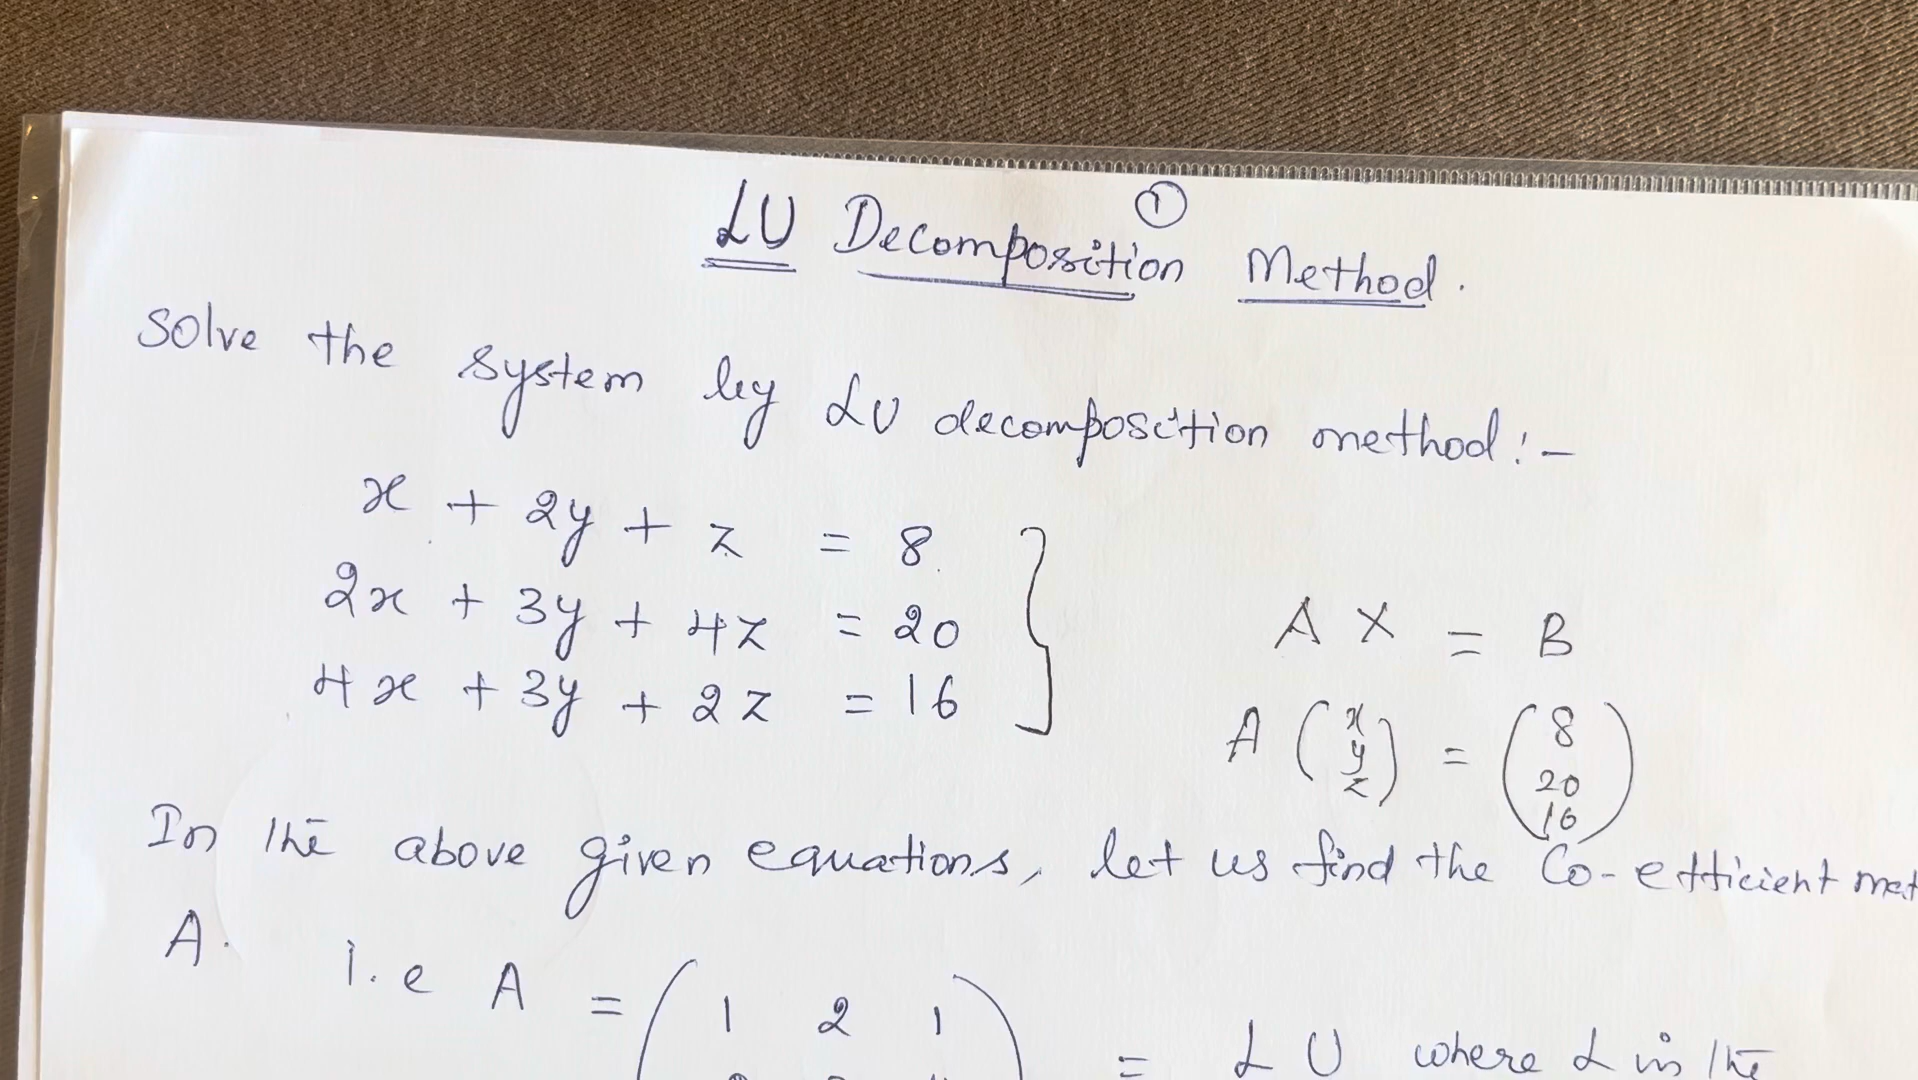 ①
LU Decomposition Method.
Solve the system by LU decomposition method:-
x + 2y + z = 8
2x + 3y + 4z = 20
4x + 3y + 2z = 16
A X = B
A (x y z) = (8 20 16)
In the above given equations, let us find the Co-efficient mat
A. i.e A = ( 1 2 1 )
= LU where L is the